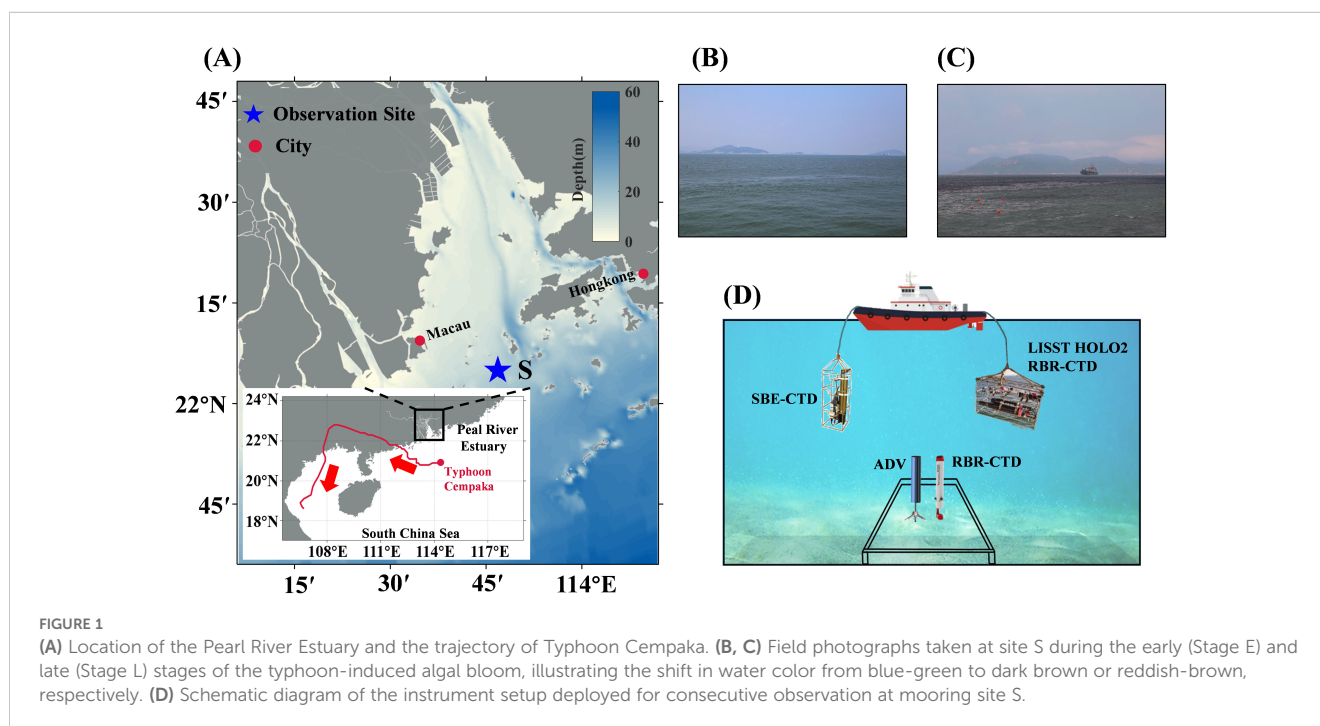 (A)
45′
30′
15′
22°N
45′
15′
30′
45′
114°E
Observation Site
City
Depth(m)
60
40
20
0
Hongkong
Macau
S
24°N
22°N
20°N
18°N
108°E
111°E
114°E
117°E
Peal River
Estuary
Typhoon
Cempaka
South China Sea
(B)
(C)
(D)
SBE-CTD
LISST HOLO2
RBR-CTD
ADV
RBR-CTD
FIGURE 1
(A) Location of the Pearl River Estuary and the trajectory of Typhoon Cempaka. (B, C) Field photographs taken at site S during the early (Stage E) and
late (Stage L) stages of the typhoon-induced algal bloom, illustrating the shift in water color from blue-green to dark brown or reddish-brown,
respectively. (D) Schematic diagram of the instrument setup deployed for consecutive observation at mooring site S.